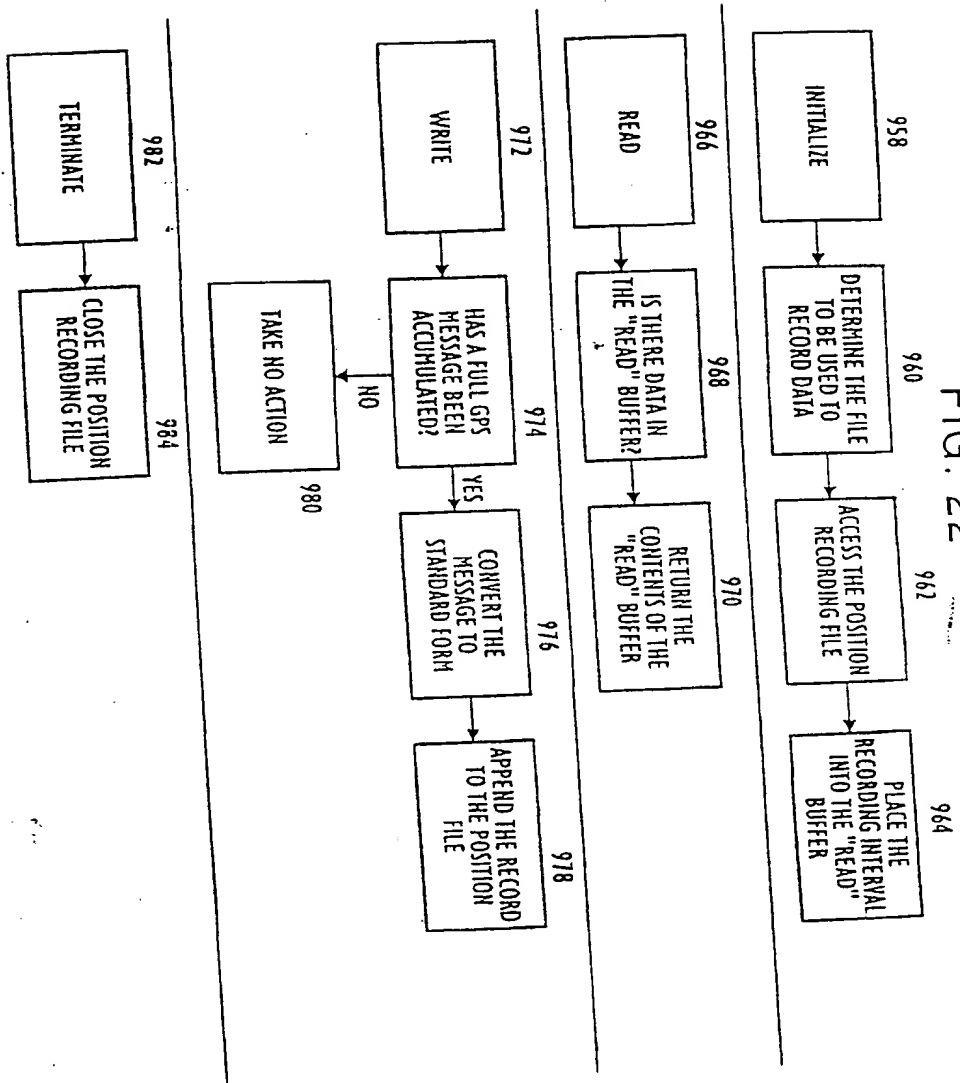 FIG. 22
958
INITIALIZE
960
DETERMINE THE FILE
TO BE USED TO
RECORD DATA
962
ACCESS THE POSITION
RECORDING FILE
964
PLACE THE
RECORDING INTERVAL
INTO THE "READ"
BUFFER
966
READ
968
IS THERE DATA IN
THE "READ" BUFFER?
970
RETURN THE
CONTENTS OF THE
"READ" BUFFER
972
WRITE
974
HAS A FULL GPS
MESSAGE BEEN
ACCUMULATED?
YES
976
CONVERT THE
MESSAGE TO
STANDARD FORM
978
APPEND THE RECORD
TO THE POSITION
FILE
NO
TAKE NO ACTION
980
982
TERMINATE
984
CLOSE THE POSITION
RECORDING FILE